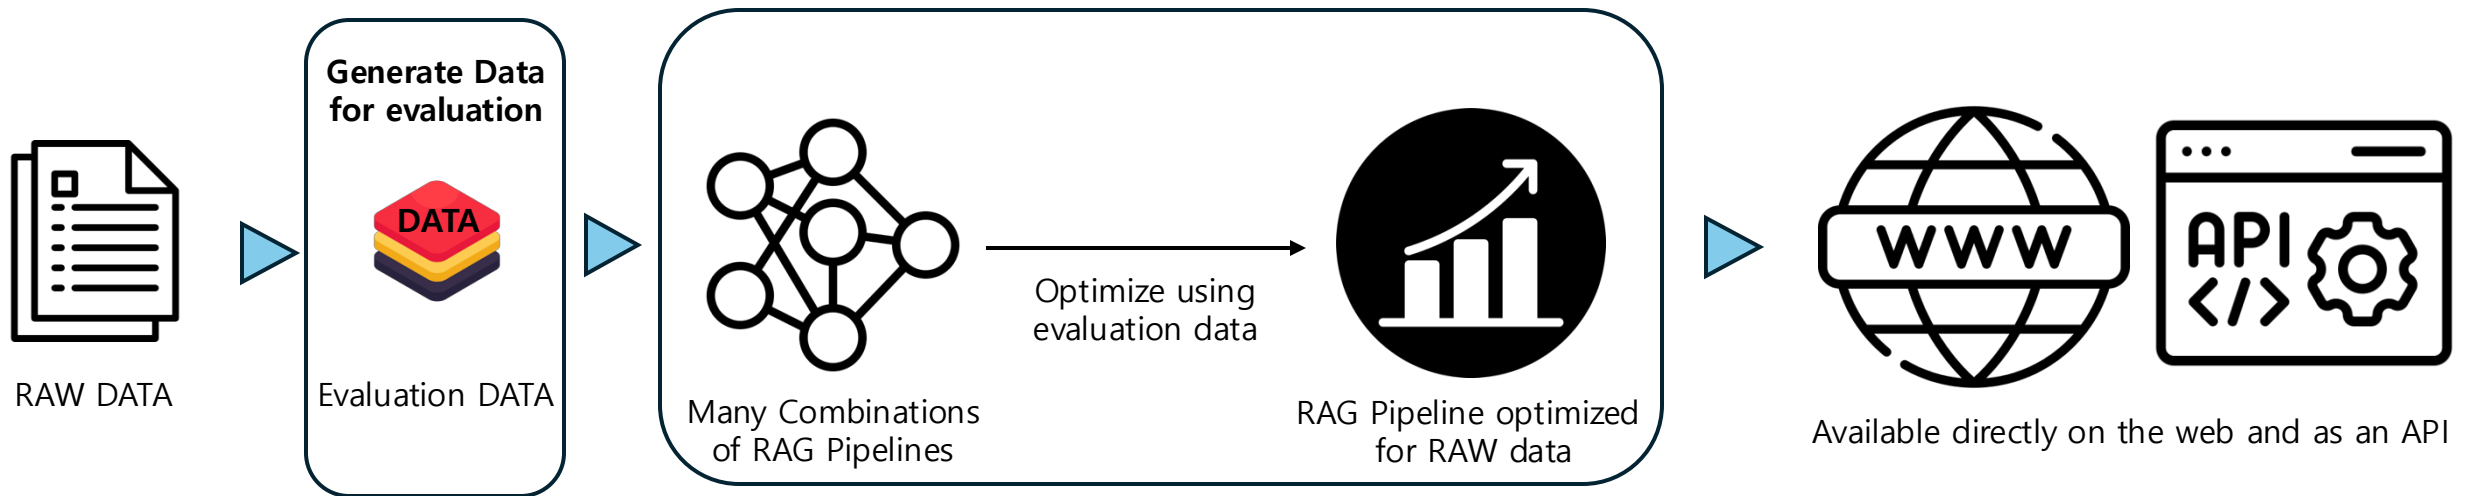 RAW DATA
Generate Data
for evaluation
DATA
Evaluation DATA
Many Combinations
of RAG Pipelines
Optimize using
evaluation data
RAG Pipeline optimized
for RAW data
WWW
API
</>
Available directly on the web and as an API